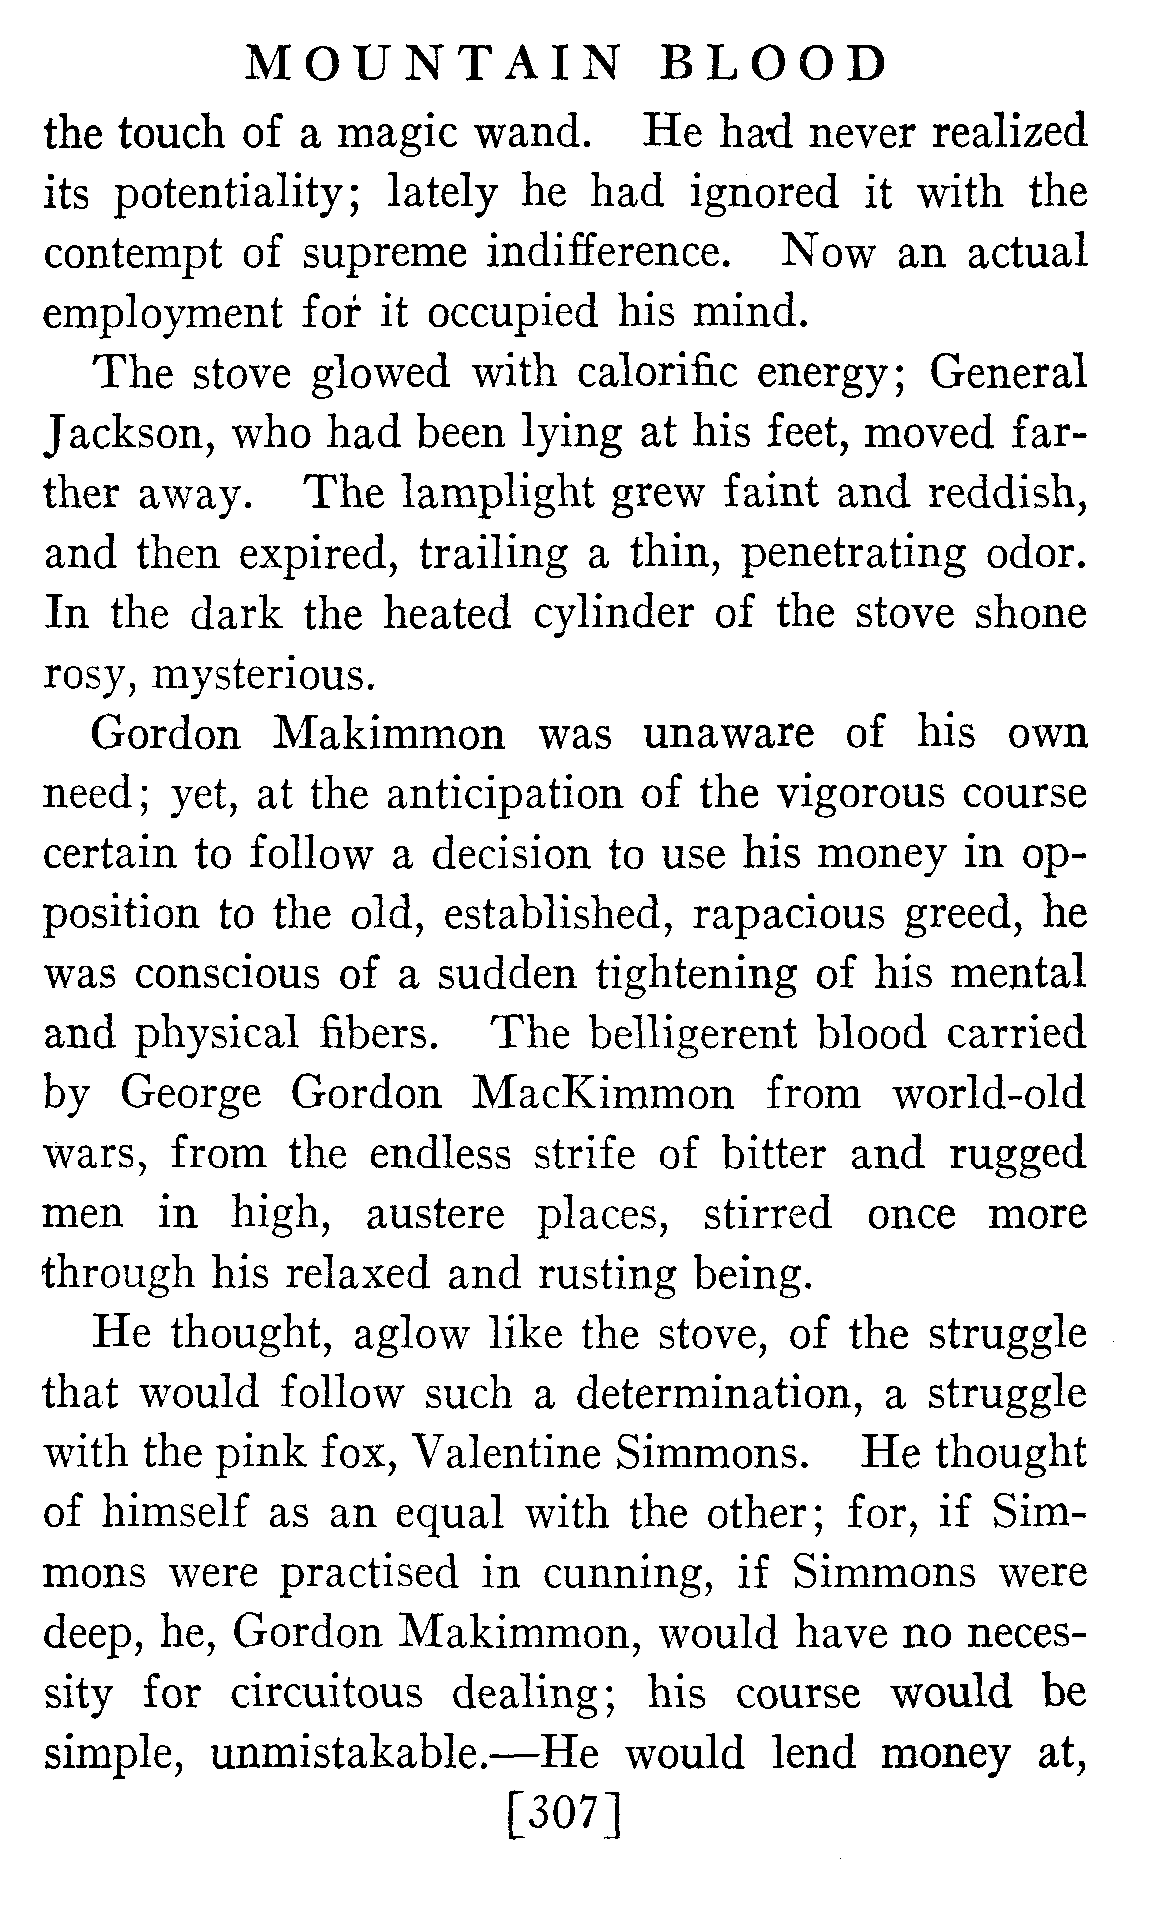 MOUNTAIN BLOOD
the touch of a magic wand. He had never realized
its potentiality; lately he had ignored it with the
contempt of supreme indifference. Now an actual
employment for it occupied his mind.
The stove glowed with calorific energy; General
Jackson, who had been lying at his feet, moved far-
ther away. The lamplight grew faint and reddish,
and then expired, trailing a thin, penetrating odor.
In the dark the heated cylinder of the stove shone
rosy, mysterious.
Gordon Makimmon was unaware of his own
need; yet, at the anticipation of the vigorous course
certain to follow a decision to use his money in op-
position to the old, established, rapacious greed, he
was conscious of a sudden tightening of his mental
and physical fibers. The belligerent blood carried
by George Gordon MacKimmon from world-old
wars, from the endless strife of bitter and rugged
men in high, austere places, stirred once more
through his relaxed and rusting being.
He thought, aglow like the stove, of the struggle
that would follow such a determination, a struggle
with the pink fox, Valentine Simmons. He thought
of himself as an equal with the other; for, if Sim-
mons were practised in cunning, if Simmons were
deep, he, Gordon Makimmon, would have no neces-
sity for circuitous dealing; his course would be
simple, unmistakable.—He would lend money at,
[307]